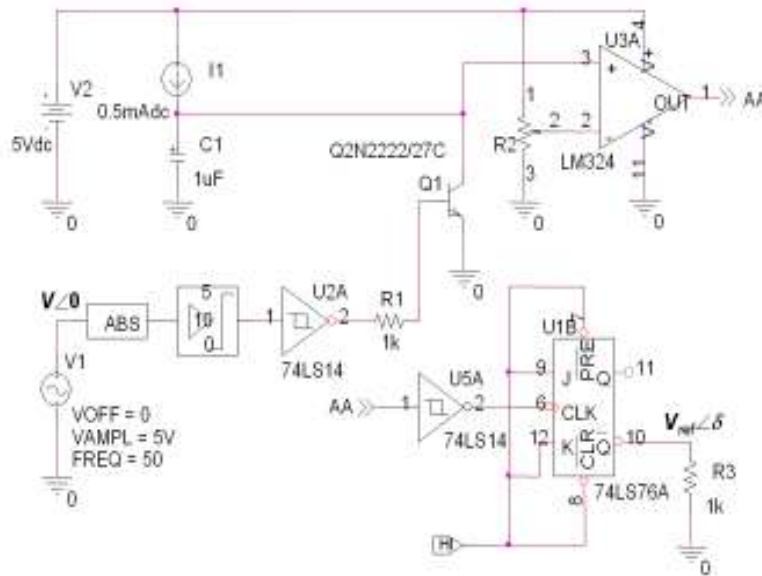 4
U3A
V2
I1
3
+
OUT
1
AA
0.5mAdc
1
2
2
R2
-
5Vdc
C1
1uF
Q2N2222/27C
3
LM324
11
Q1
0
0
0
0
0
V∠0
ABS
5
10
0
1
U2A
2
R1
1k
74LS14
V1
VOFF = 0
VAMPL = 5V
FREQ = 50
0
AA
1
U5A
2
74LS14
7
U1B
PRE
9
J
Q
11
6
CLK
12
K
CLR
Q
10
8
74LS76A
Vref∠δ
R3
1k
0
HI